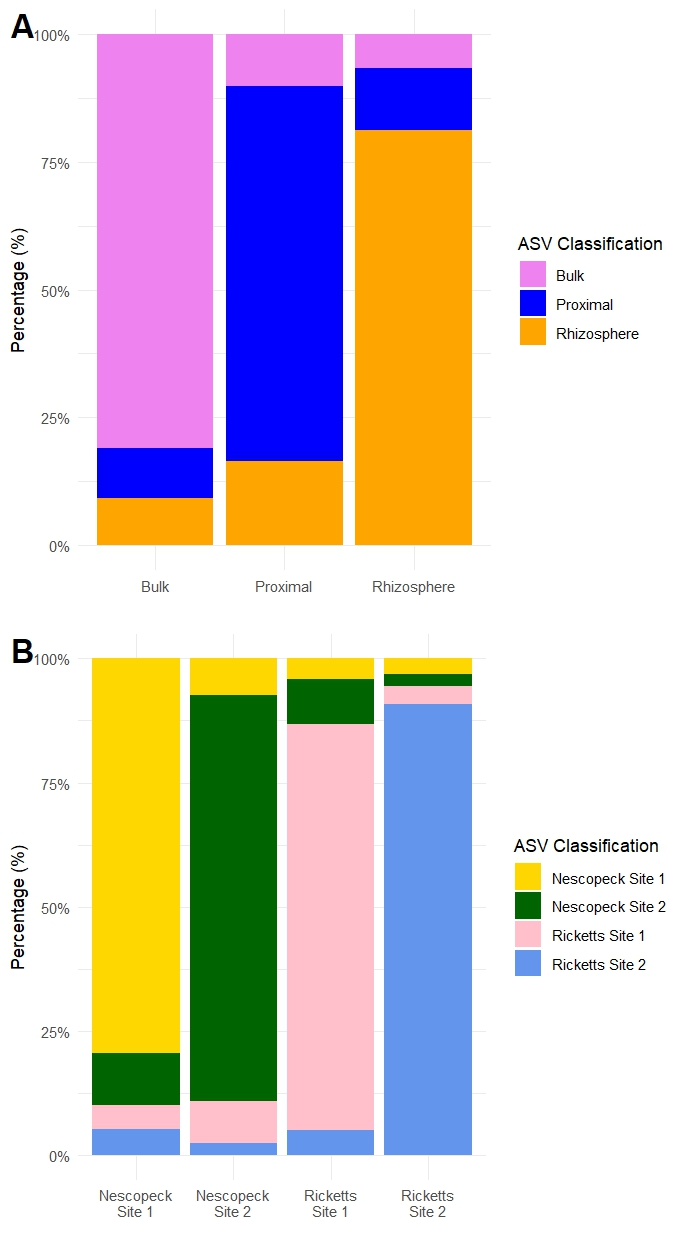 A
100%
75%
50%
25%
0%
Percentage (%)
Bulk Proximal Rhizosphere
ASV Classification
Bulk
Proximal
Rhizosphere
B
100%
75%
50%
25%
0%
Percentage (%)
Nescopeck Nescopeck Ricketts Ricketts
Site 1 Site 2 Site 1 Site 2
ASV Classification
Nescopeck Site 1
Nescopeck Site 2
Ricketts Site 1
Ricketts Site 2